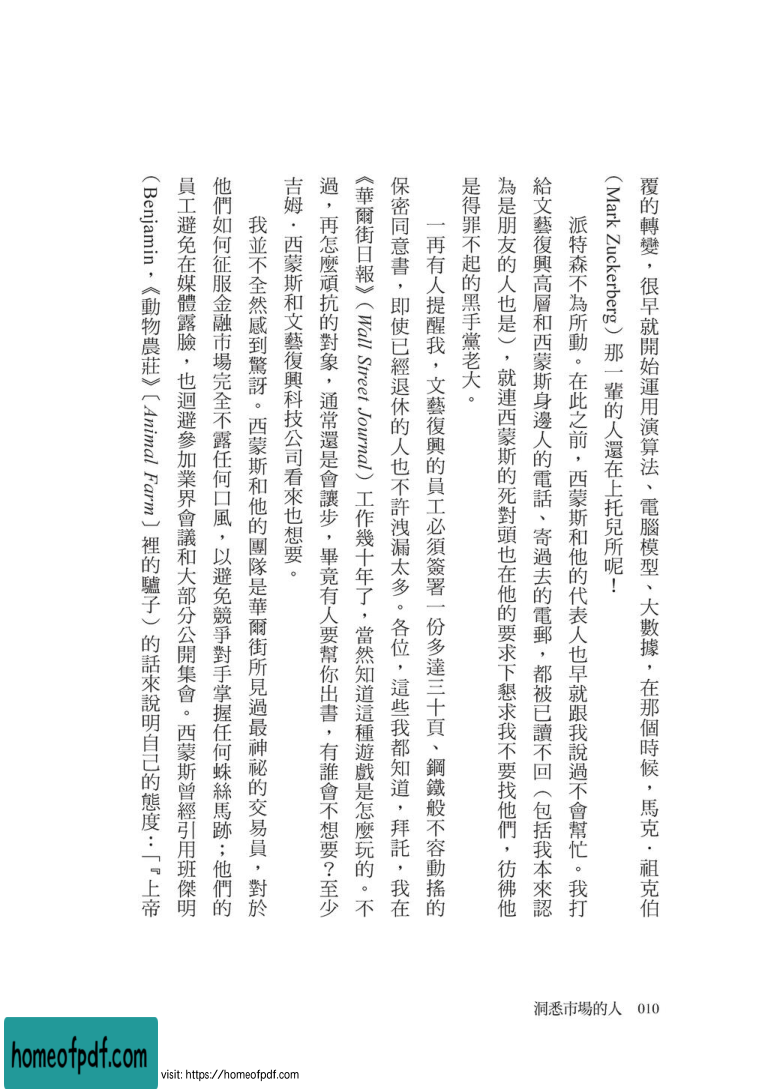 覆的轉變，很早就開始運用演算法、電腦模型、大數據，在那個時候，馬克．祖克伯
（Mark Zuckerberg）那一輩的人還在上托兒所呢！
派特森不為所動。在此之前，西蒙斯和他的代表人也早就跟我說過不會幫忙。我打
給文藝復興高層和西蒙斯身邊人的電話、寄過去的電郵，都被已讀不回（包括我本來認
為是朋友的人也是），就連西蒙斯的死對頭也在他的要求下懇求我不要找他們，彷彿他
是得罪不起的黑手黨老大。
一再有人提醒我，文藝復興的員工必須簽署一份多達三十頁、鋼鐵般不容動搖的
保密同意書，即使已經退休的人也不許洩漏太多。各位，這些我都知道，拜託，我在
《華爾街日報》（Wall Street Journal）工作幾十年了，當然知道這種遊戲是怎麼玩的。不
過，再怎麼頑抗的對象，通常還是會讓步，畢竟有人要幫你出書，有誰會不想要？至少
吉姆．西蒙斯和文藝復興科技公司看來也想要。
我並不全然感到驚訝。西蒙斯和他的團隊是華爾街所見過最神祕的交易員，對於
他們如何征服金融市場完全不露任何口風，以避免競爭對手掌握任何蛛絲馬跡；他們的
員工避免在媒體露臉，也迴避參加業界會議和大部分公開集會。西蒙斯曾經引用班傑明
（Benjamin，《動物農莊》〔Animal Farm〕裡的驢子）的話來說明自己的態度：「『上帝
洞悉市場的人 010
homeofpdf.com
visit: https://homeofpdf.com